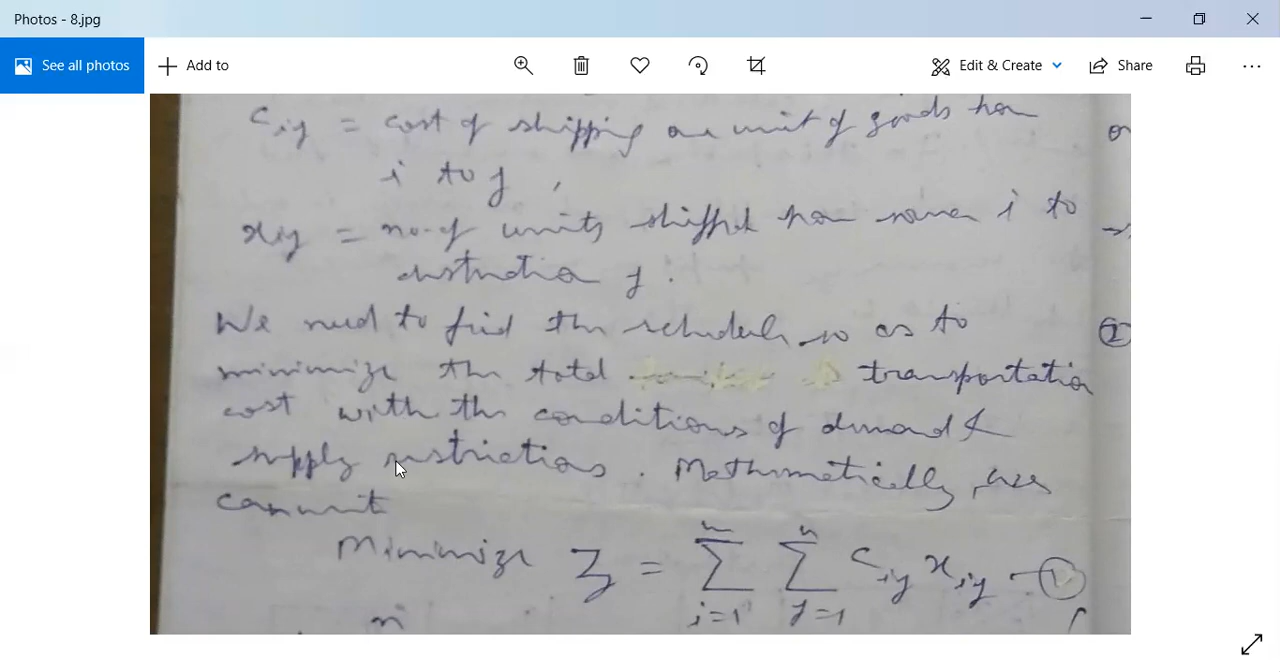 Photos - 8.jpg
See all photos
Add to
Edit & Create
Share
Cij = cost of shipping one unit of goods from
i to j,
xij = no. of units shipped from source i to
destination j.
We need to find the schedule so as to
minimize the total transportation
cost with the conditions of demand &
supply restrictions. Mathematically, we
can write
Minimize Z = ∑ i=1 ∑ n j=1 Cij xij — ①